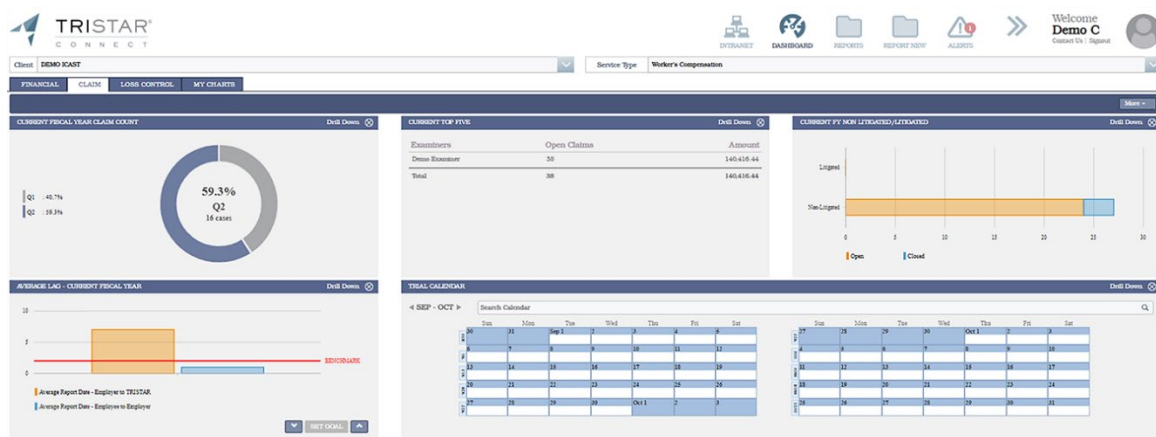 TRISTAR®
CONNECT
INTRANET
DASHBOARD
REPORTS
REPORT NEW
ALERTS
Welcome
Demo C
Contact Us | Signout
Client DEMO ICAST
Service Type Worker's Compensation
FINANCIAL CLAIM LOSS CONTROL MY CHARTS
More
CURRENT FISCAL YEAR CLAIM COUNT Drill Down
Q1 : 40.7%
Q2 : 59.3%
59.3%
Q2
16 cases
CURRENT TOP FIVE Drill Down
Examiners Open Claims Amount
Demo Examiner 38 140,416.44
Total 38 140,416.44
CURRENT FY NON LITIGATED/LITIGATED Drill Down
Litigated
Non-Litigated
0 5 10 15 20 25 30
Open Closed
AVERAGE LAG - CURRENT FISCAL YEAR Drill Down
10
5
0
BENCHMARK
Average Report Date - Employer to TRISTAR
Average Report Date - Employee to Employer
SET GOAL
TRIAL CALENDAR Drill Down
SEP - OCT Search Calendar
Sun Mon Tue Wed Thu Fri Sat
30 31 Sep 1 2 3 4 5
6 7 8 9 10 11 12
13 14 15 16 17 18 19
20 21 22 23 24 25 26
27 28 29 30 Oct 1 2 3
Sun Mon Tue Wed Thu Fri Sat
27 28 29 30 Oct 1 2 3
4 5 6 7 8 9 10
11 12 13 14 15 16 17
18 19 20 21 22 23 24
25 26 27 28 29 30 31